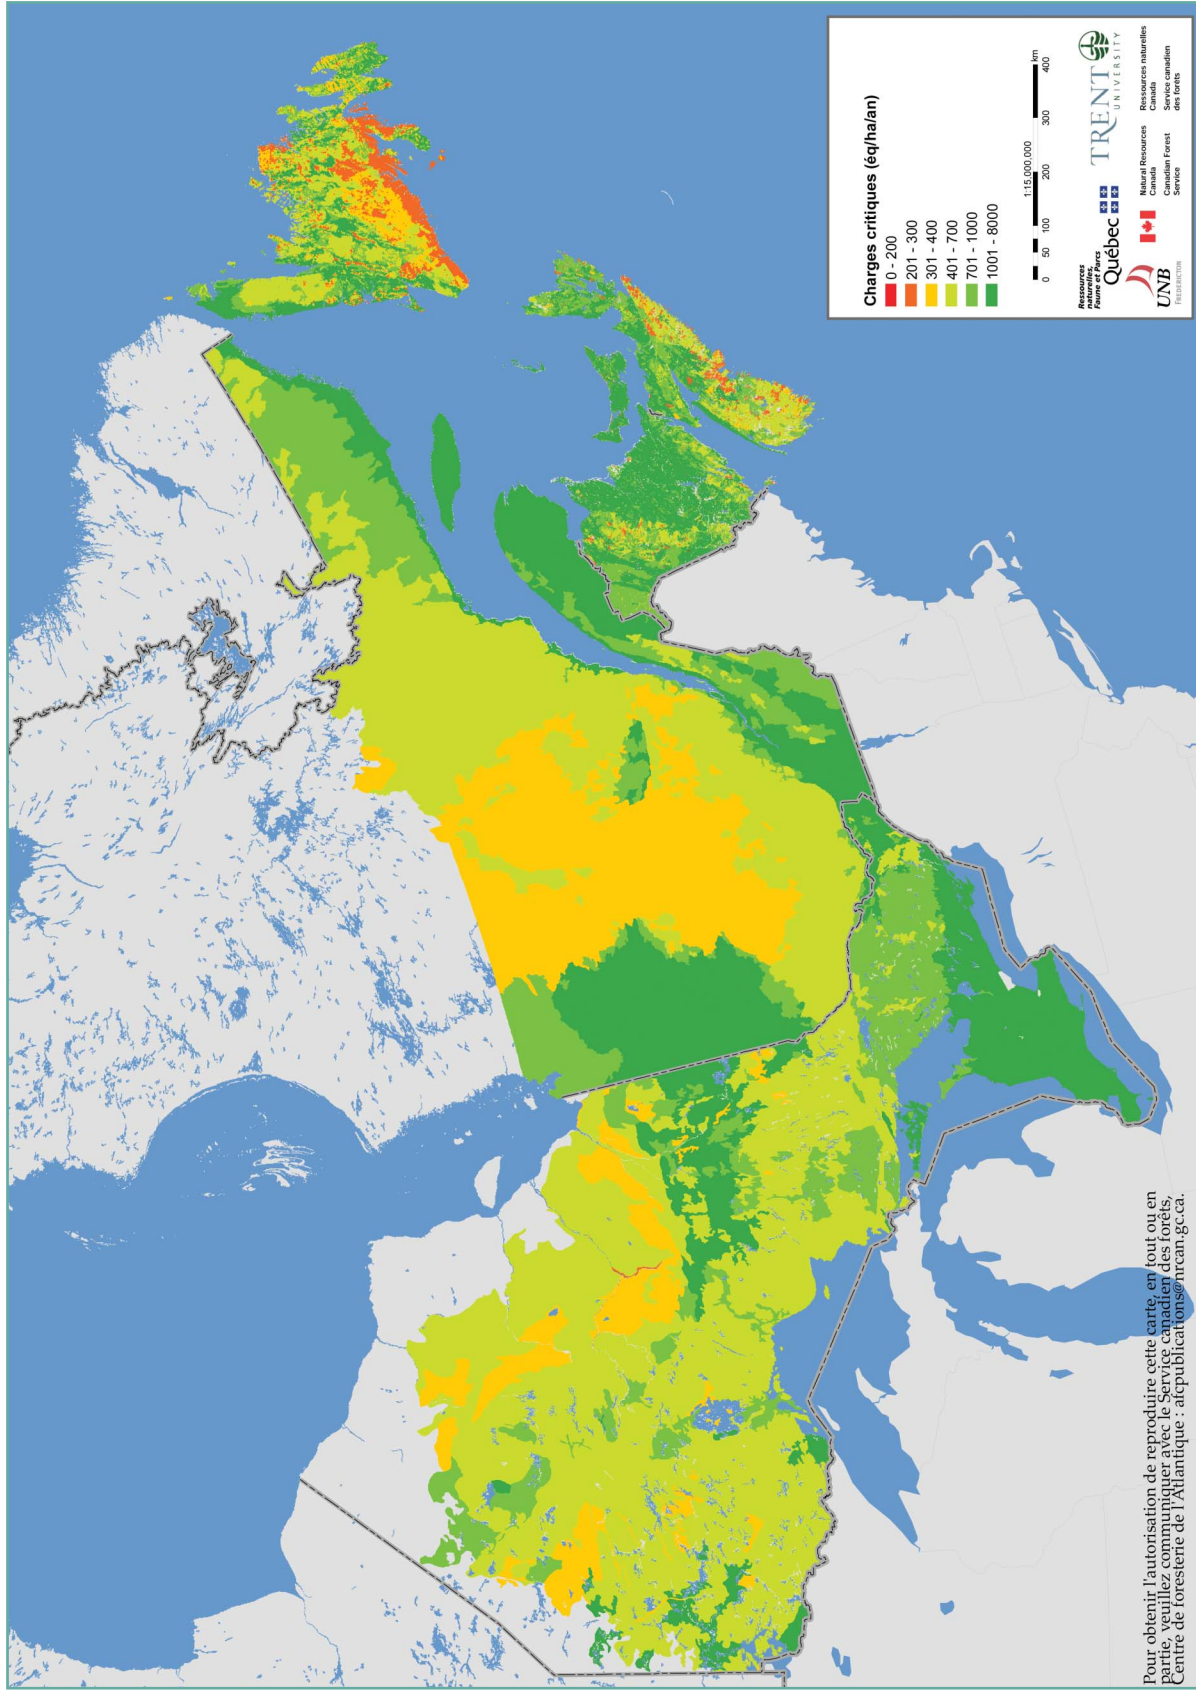 Charges critiques (éq/ha/an)
0 - 200
201 - 300
301 - 400
401 - 700
701 - 1000
1001 - 8000
1:15,000,000
km
0 50 100 200 300 400
Ressources
naturelles,
Faune et Parcs
Québec
TRENT
UNIVERSITY
UNB
FREDERICTON
Natural Resources
Canada
Canadian Forest
Service
Ressources naturelles
Canada
Service canadien
des forêts
Pour obtenir l'autorisation de reproduire cette carte, en tout ou en
partie, veuillez communiquer avec le Service canadien des forêts,
Centre de foresterie de l'Atlantique : afcpublications@nrcan.gc.ca.